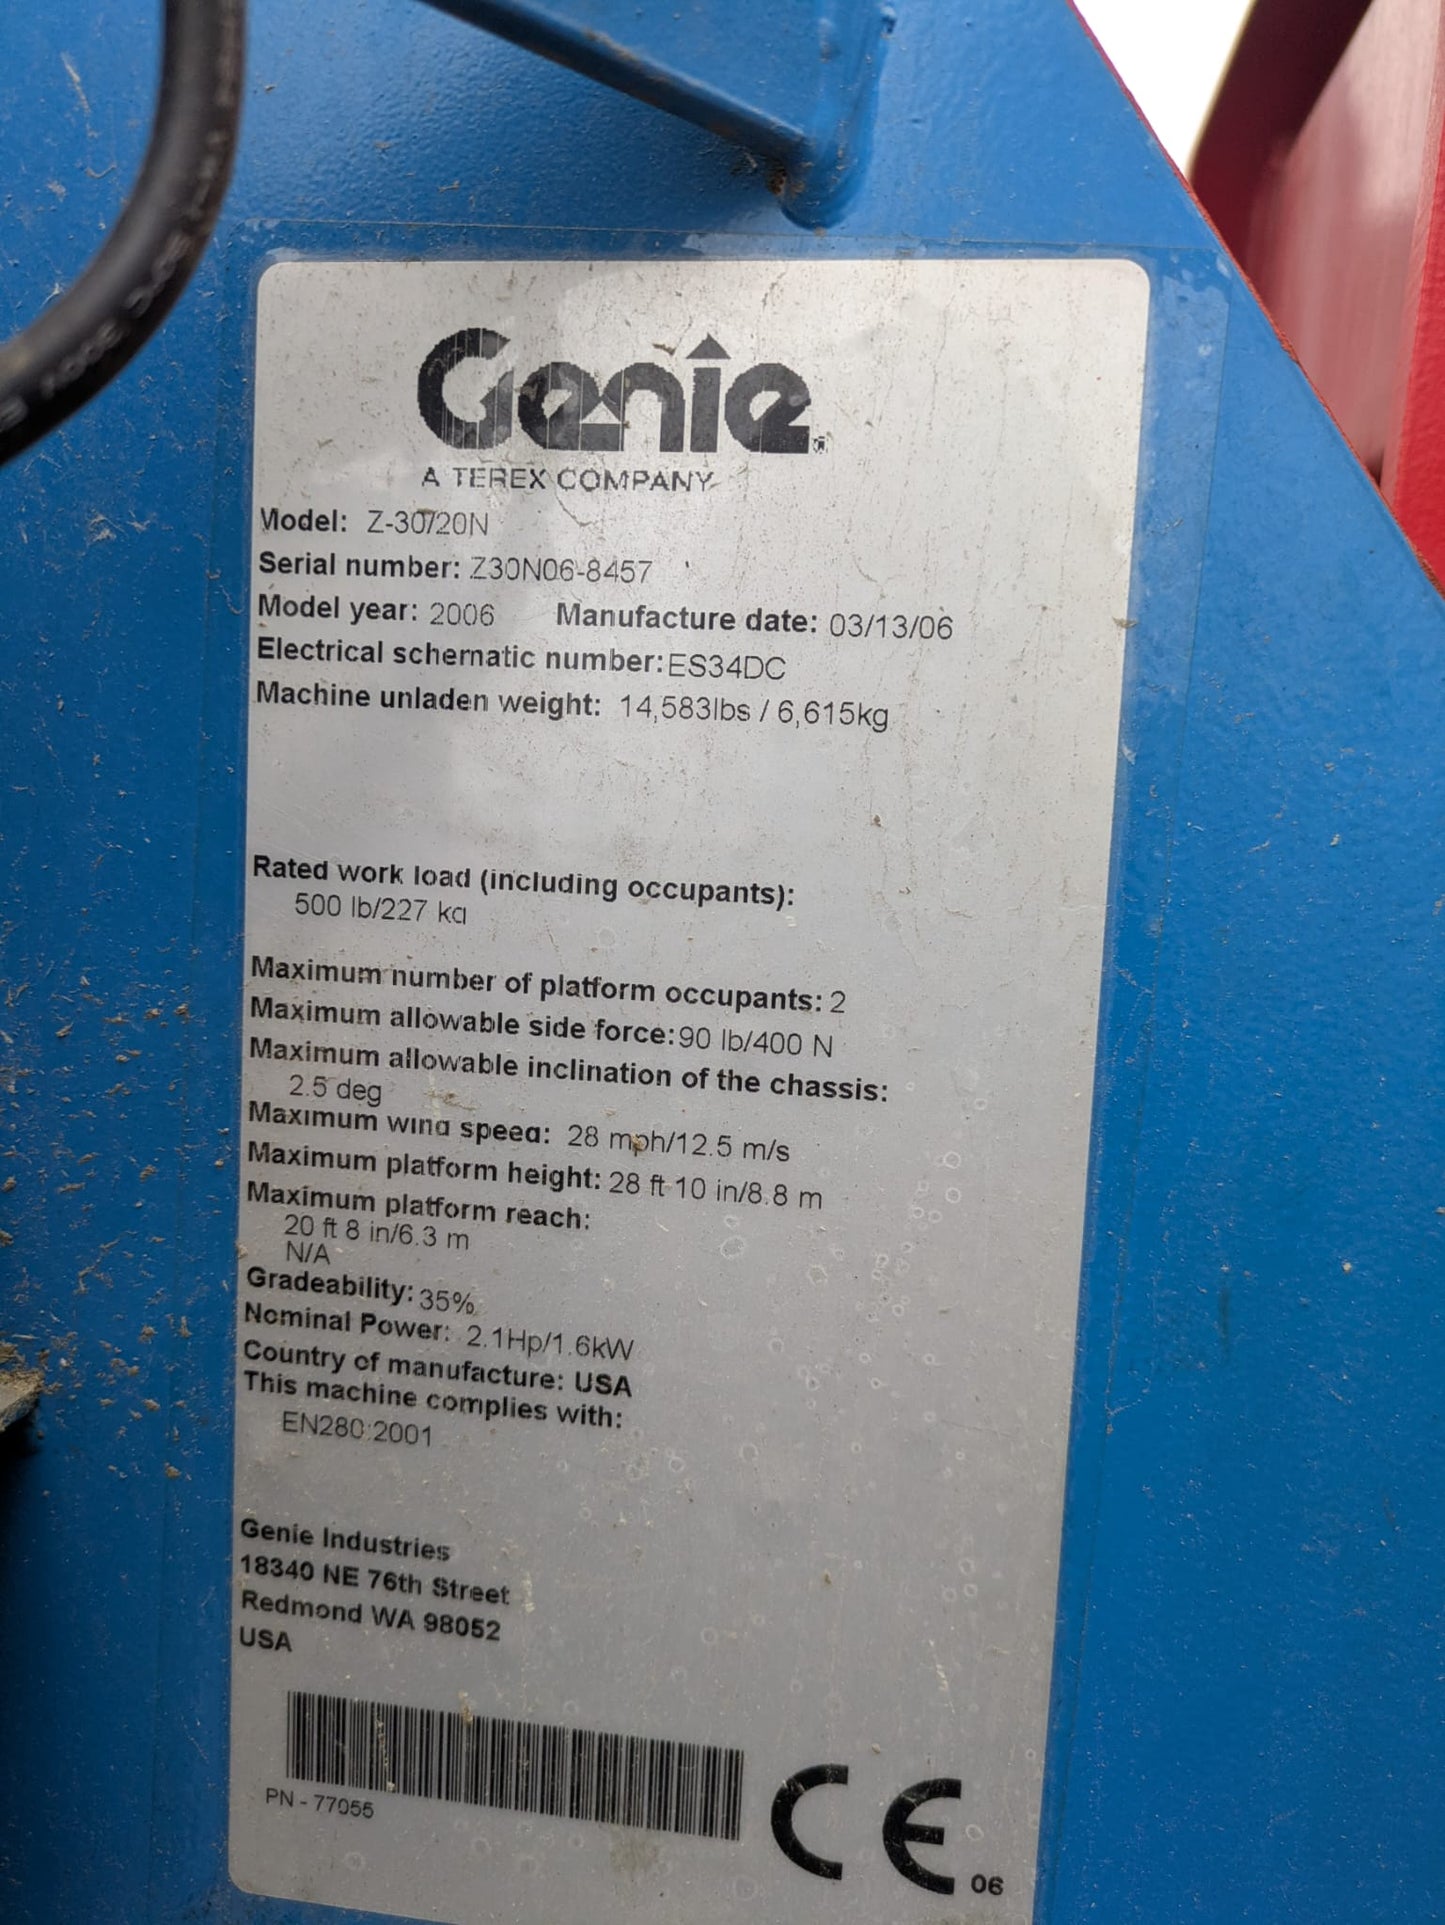 Genie
A TEREX COMPANY
Model: Z-30/20N
Serial number: Z30N06-8457
Model year: 2006 Manufacture date: 03/13/06
Electrical schematic number: ES34DC
Machine unladen weight: 14,583lbs / 6,615kg
Rated work load (including occupants):
500 lb/227 kg
Maximum number of platform occupants: 2
Maximum allowable side force: 90 lb/400 N
Maximum allowable inclination of the chassis:
2.5 deg
Maximum wind speed: 28 mph/12.5 m/s
Maximum platform height: 28 ft 10 in/8.8 m
Maximum platform reach:
20 ft 8 in/6.3 m
N/A
Gradeability: 35%
Nominal Power: 2.1Hp/1.6kW
Country of manufacture: USA
This machine complies with:
EN280:2001
Genie Industries
18340 NE 76th Street
Redmond WA 98052
USA
PN - 77055
CE 06